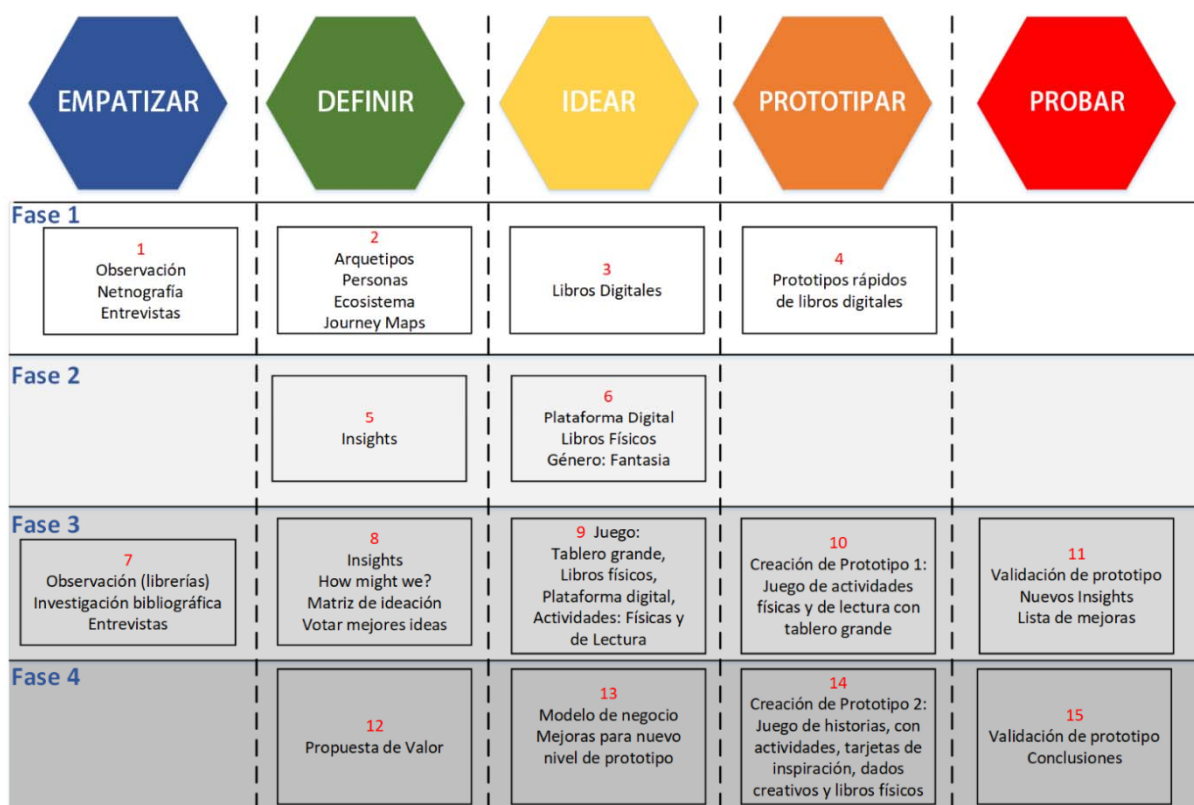 EMPATIZAR
DEFINIR
IDEAR
PROTOTIPAR
PROBAR
Fase 1
1
Observación
Netnografía
Entrevistas
2
Arquetipos
Personas
Ecosistema
Journey Maps
3
Libros Digitales
4
Prototipos rápidos
de libros digitales
Fase 2
5
Insights
6
Plataforma Digital
Libros Físicos
Género: Fantasia
Fase 3
7
Observación (librerías)
Investigación bibliográfica
Entrevistas
8
Insights
How might we?
Matriz de ideación
Votar mejores ideas
9 Juego:
Tablero grande,
Libros físicos,
Plataforma digital,
Actividades: Físicas y
de Lectura
10
Creación de Prototipo 1:
Juego de actividades
físicas y de lectura con
tablero grande
11
Validación de prototipo
Nuevos Insights
Lista de mejoras
Fase 4
12
Propuesta de Valor
13
Modelo de negocio
Mejoras para nuevo
nivel de prototipo
14
Creación de Prototipo 2:
Juego de historias, con
actividades, tarjetas de
inspiración, dados
creativos y libros físicos
15
Validación de prototipo
Conclusiones